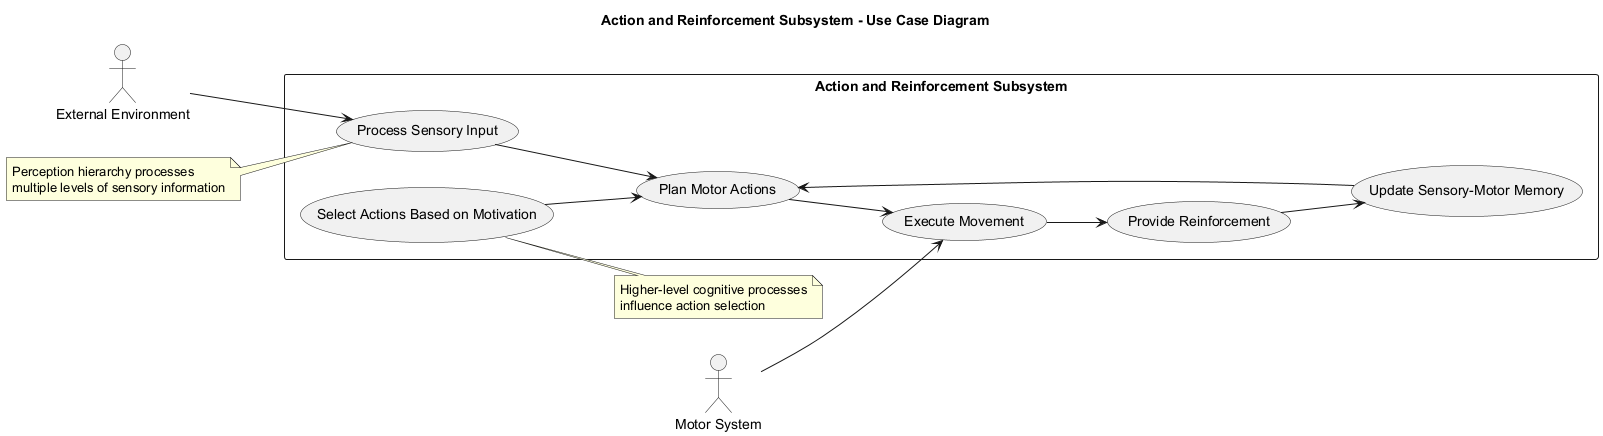 Action and Reinforcement Subsystem - Use Case Diagram
Action and Reinforcement Subsystem
External Environment
Process Sensory Input
Perception hierarchy processes
multiple levels of sensory information
Select Actions Based on Motivation
Plan Motor Actions
Execute Movement
Provide Reinforcement
Update Sensory-Motor Memory
Higher-level cognitive processes
influence action selection
Motor System